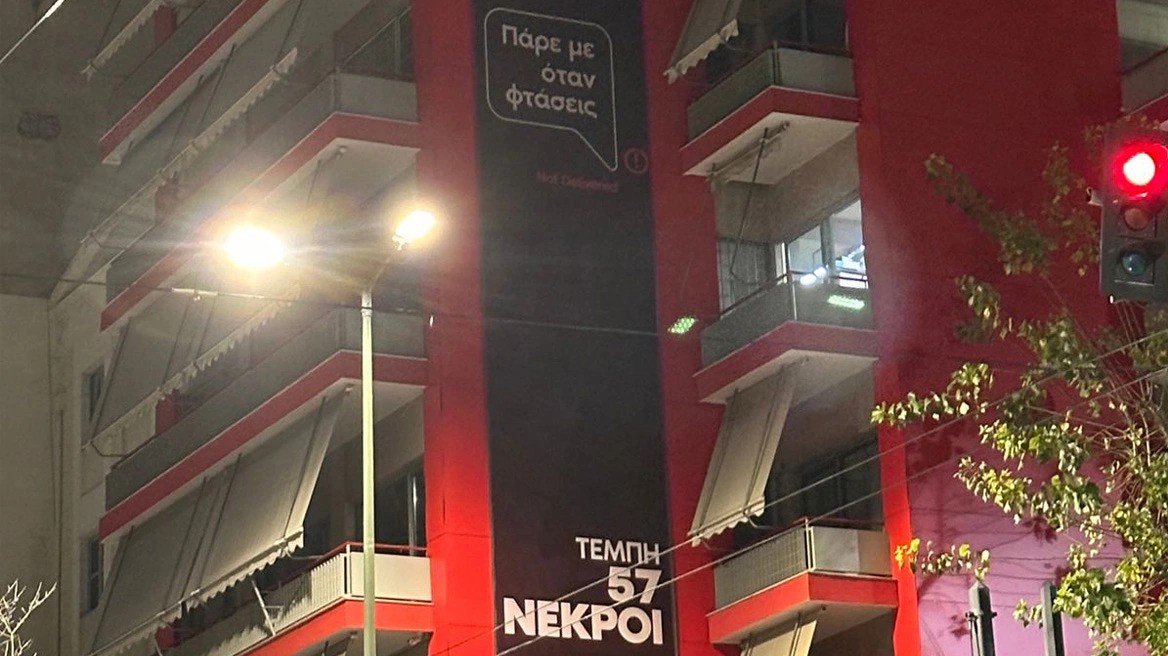 Πάρε με
όταν
φτάσεις
!
Not Delivered
ΤΕΜΠΗ
57
ΝΕΚΡΟΙ